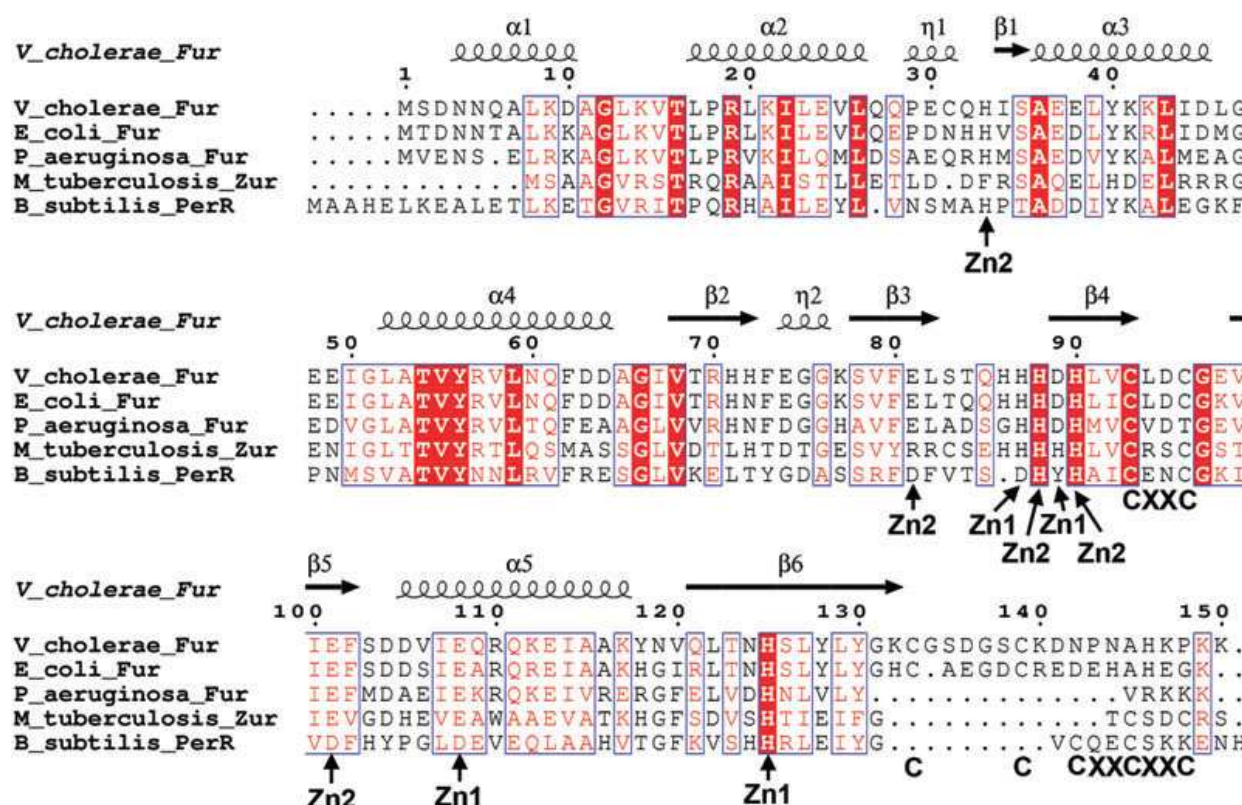 α1 α2 η1 β1 α3
V_cholerae_Fur
1 10 20 30 40
V_cholerae_Fur .....MSDNNQALKDAGLKVTLPRLKILEVLQQPECQHISAEELYKKLIDLG
E_coli_Fur .....MTDNNTALKKAGLKVTLPRLKILEVLQEPDNHHVSAEDLYKRLIDMG
P_aeruginosa_Fur .....MVENS.ELRKAGLKVTLPRVKILQMLDSAEQRHMSAEDVYKALMEAG
M_tuberculosis_Zur ............MSAAGVRSTRQRAAISTLLETLD.DFRSAQELHDELRRRG
B_subtilis_PerR MAAHELKEALETLKETGVRITPQRHAILEYL.VNSMAHPTADDIYKALEGKF
Zn2
α4 β2 η2 β3 β4
V_cholerae_Fur
50 60 70 80 90
V_cholerae_Fur EEIGLATVYRVLNQFDDAGIVTRHHFEGGKSVFELSTQHHHDHLVCLDCGEV
E_coli_Fur EEIGLATVYRVLNQFDDAGIVTRHNFEGGKSVFELTQQHHHDHLICLDCGKV
P_aeruginosa_Fur EDVGLATVYRVLTQFEAAGLVVRHNFDGGHAVFELADSGHHDHMVCVDTGEV
M_tuberculosis_Zur ENIGLTTVYRTLQSMASSGLVDTLHTDTGESVYRRCSEHHHHHLVCRSCGST
B_subtilis_PerR PNMSVATVYNNLRVFRESGLVKELTYGDASSRFDFVTS.DHYHAICENCGKI
CXXC
Zn2 Zn1 Zn1
Zn2 Zn2
β5 α5 β6
V_cholerae_Fur
100 110 120 130 140 150
V_cholerae_Fur IEFSDDVIEQRQKEIAAKYNVQLTNHSLYLYGKCGSDGSCKDNPNAHKPKK.
E_coli_Fur IEFSDDSIEARQREIAAKHGIRLTNHSLYLYGHC.AEGDCREDEHAHEGK..
P_aeruginosa_Fur IEFMDAEIEKRQKEIVRERGFELVDHNLVLY.............VRKKK...
M_tuberculosis_Zur IEVGDHEVEAWAAEVATKHGFSDVSHTIEIFG............TCSDCRS.
B_subtilis_PerR VDFHYPGLDEVEQLAAHVTGFKVSHHRLEIYG.........VCQECSKKENH
C C CXXCXXC
Zn2 Zn1 Zn1